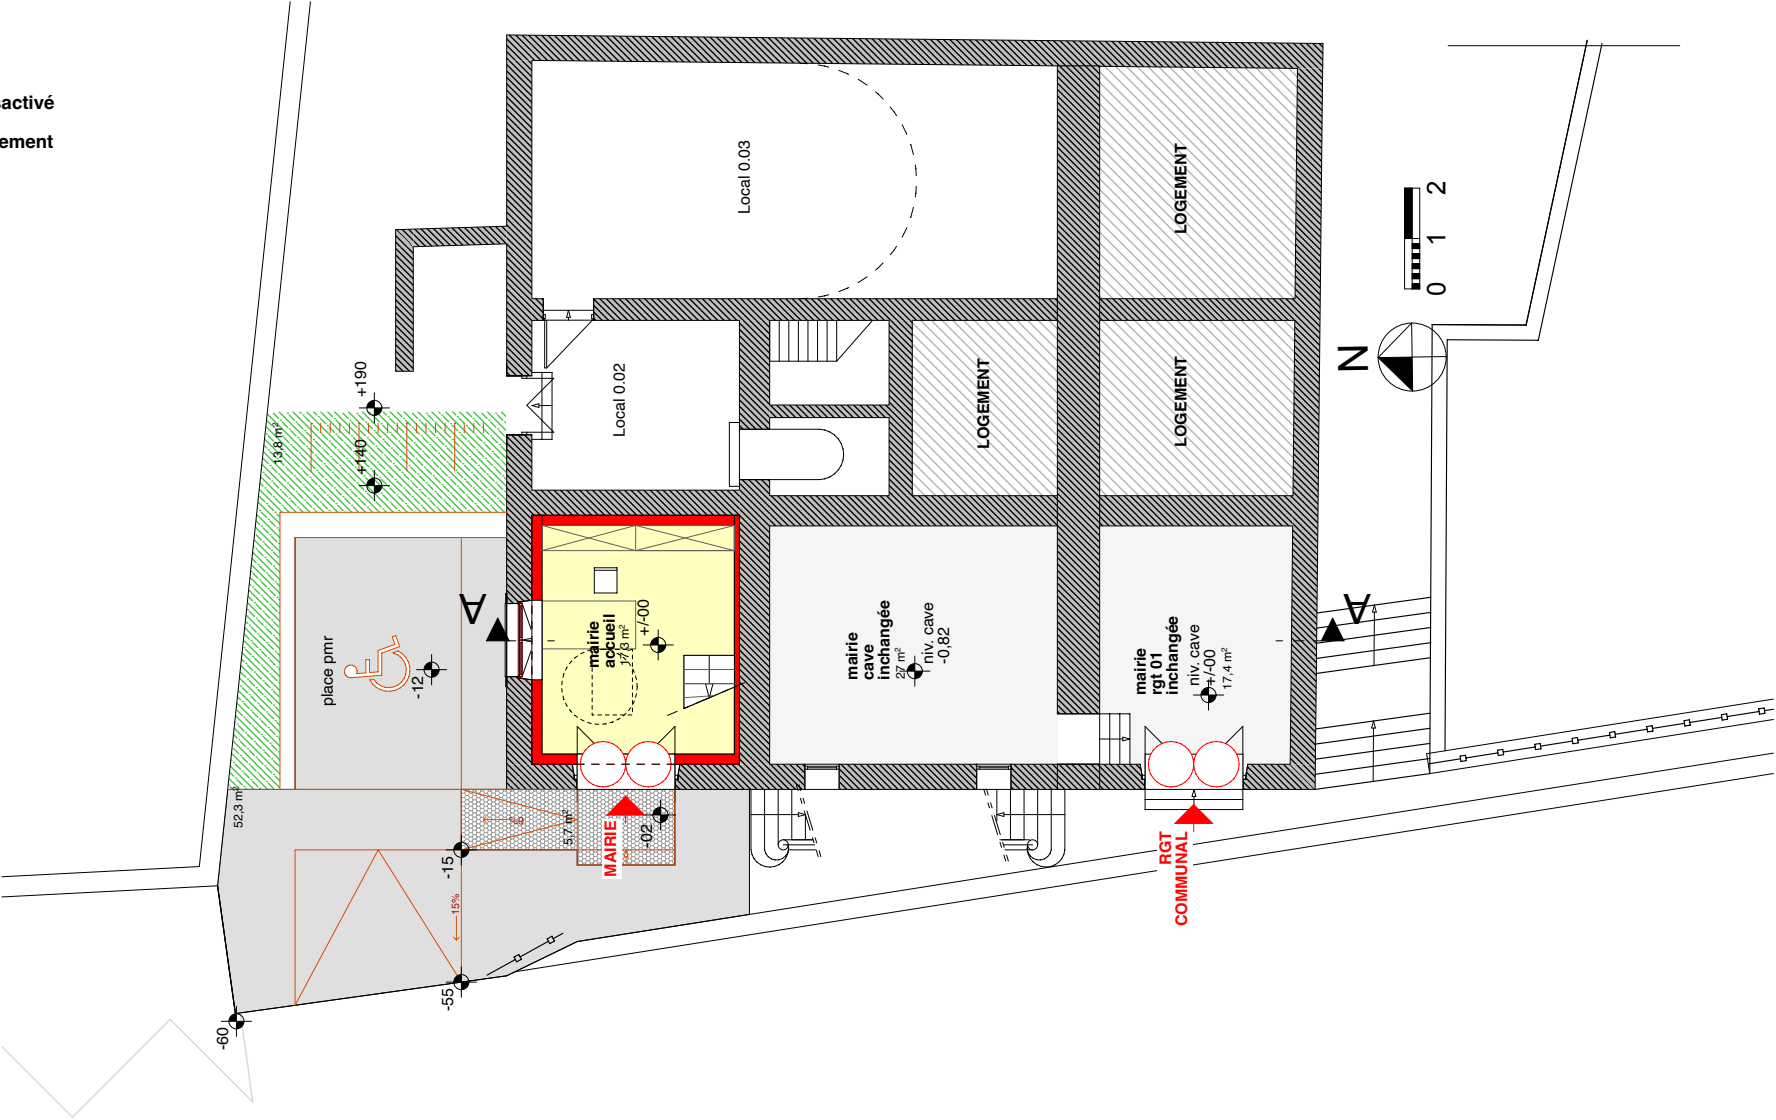 activé
ement
Local 0.03
LOGEMENT
0 1 2
N
+190
+140
13,8 m²
Local 0.02
LOGEMENT
LOGEMENT
A
A
place pmr
-12
mairie
accueil
17,3 m²
+/-00
mairie
cave
inchangée
27 m²
niv. cave
-0,82
mairie
rgt 01
inchangée
niv. cave
+/-00
17,4 m²
52,3 m²
5,7 m²
-02
MAIRIE
RGT
COMMUNAL
-15
15%
-55
-60